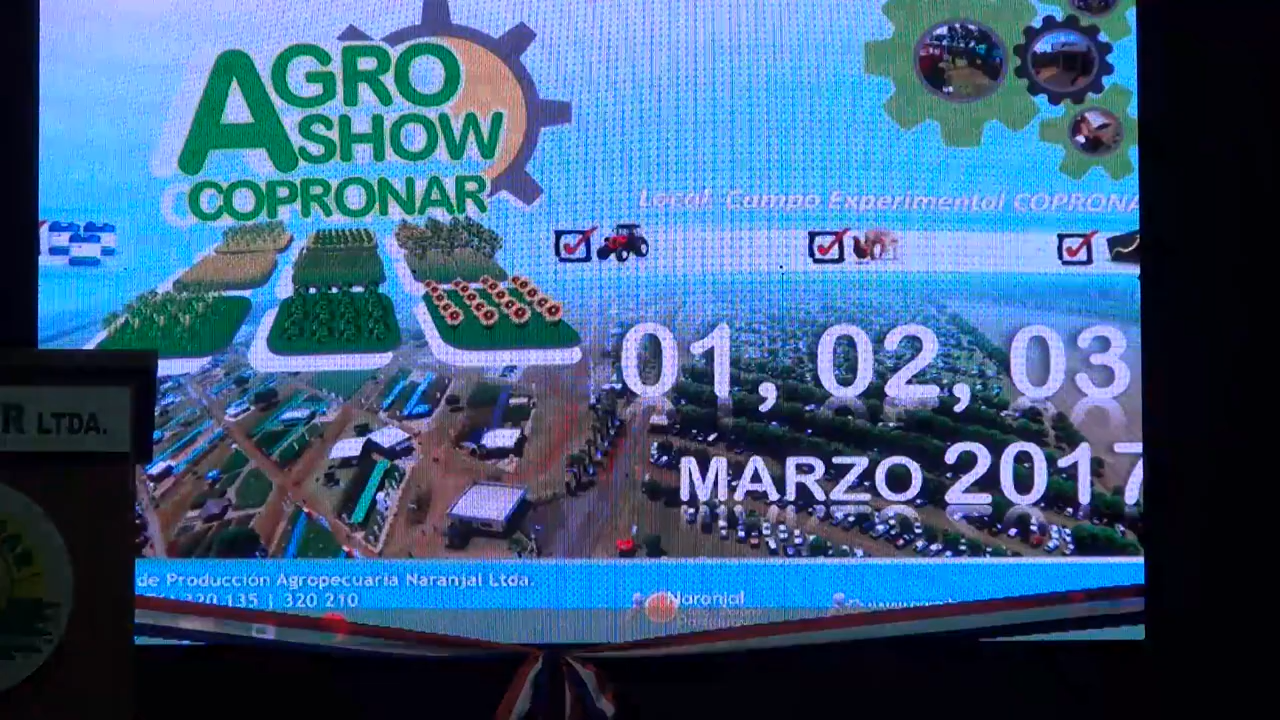 AGRO
SHOW
COPRONAR
Local Campo Experimental COPRONA
01, 02, 03
MARZO 2017
R LTDA.
de Producción Agropecuaria Naranjal Ltda.
320 135 | 320 210
Naranjal